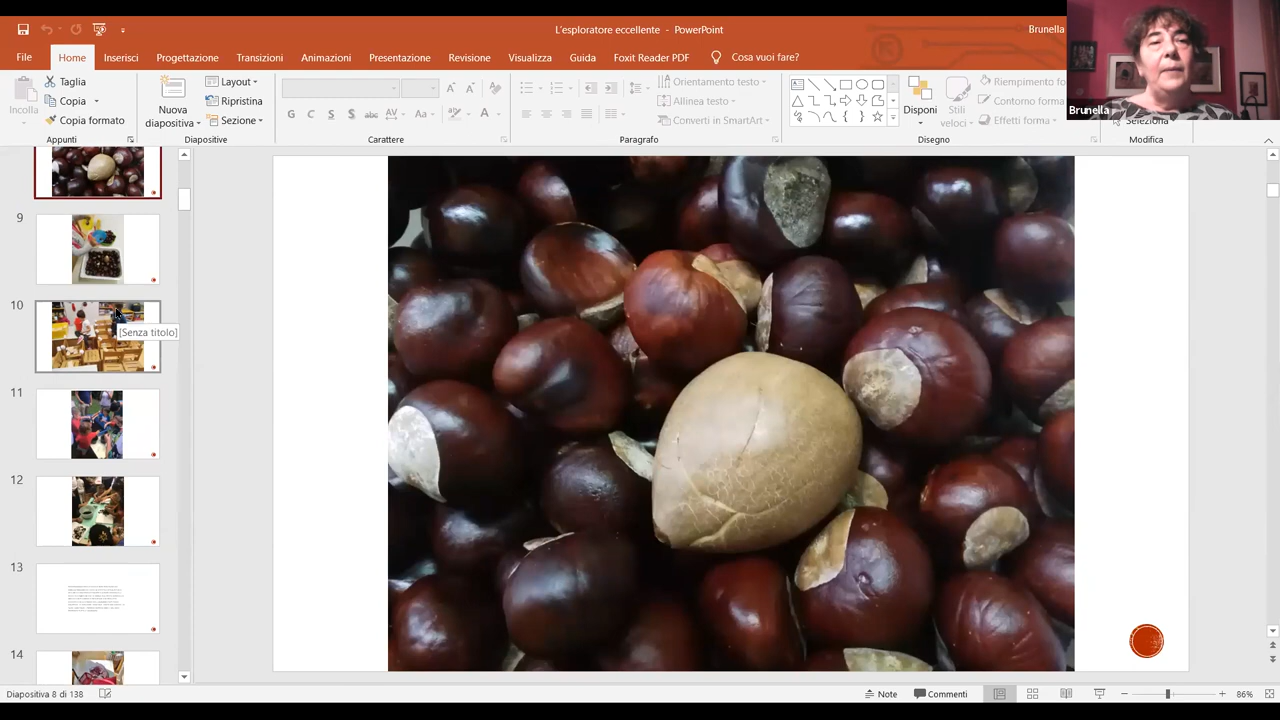 L'esploratore eccellente - PowerPoint
Brunella
File Home Inserisci Progettazione Transizioni Animazioni Presentazione Revisione Visualizza Guida Foxit Reader PDF Cosa vuoi fare?
Incolla
Taglia
Copia
Copia formato
Appunti
Nuova diapositiva
Layout
Ripristina
Sezione
Diapositive
G C S S AV Aa A
Carattere
Orientamento testo
Allinea testo
Converti in SmartArt
Paragrafo
Disponi
Stili veloci
Riempimento fo
Contorno forma
Effetti forma
Disegno
Brunella
Seleziona
Modifica
9
10
[Senza titolo]
11
12
13
14
Diapositiva 8 di 138
Note
Commenti
86%